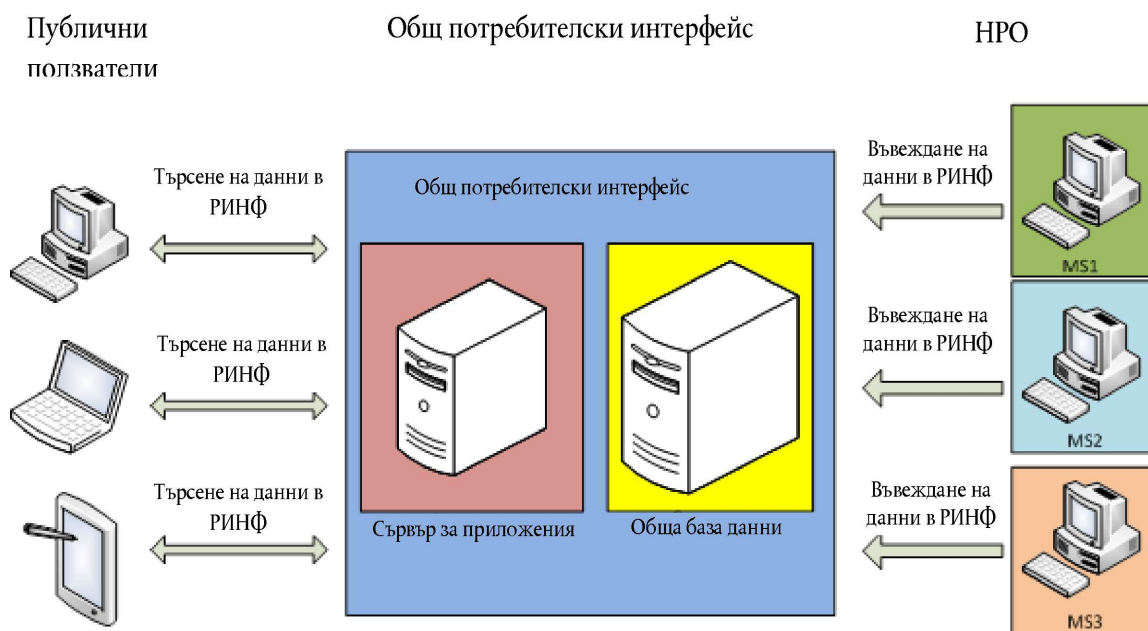 Публични
ползватели
Общ потребителски интерфейс
НРО
Търсене на данни в
РИНФ
Търсене на данни в
РИНФ
Търсене на данни в
РИНФ
Общ потребителски интерфейс
Сървър за приложения
Обща база данни
Въвеждане на
данни в РИНФ
MS1
Въвеждане на
данни в РИНФ
MS2
Въвеждане на
данни в РИНФ
MS3